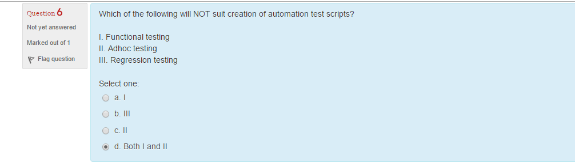 Question 6
Not yet answered
Marked out of 1
Flag question
Which of the following will NOT suit creation of automation test scripts?
I. Functional testing
II. Adhoc testing
III. Regression testing
Select one:
a. I
b. III
c. II
d. Both I and II